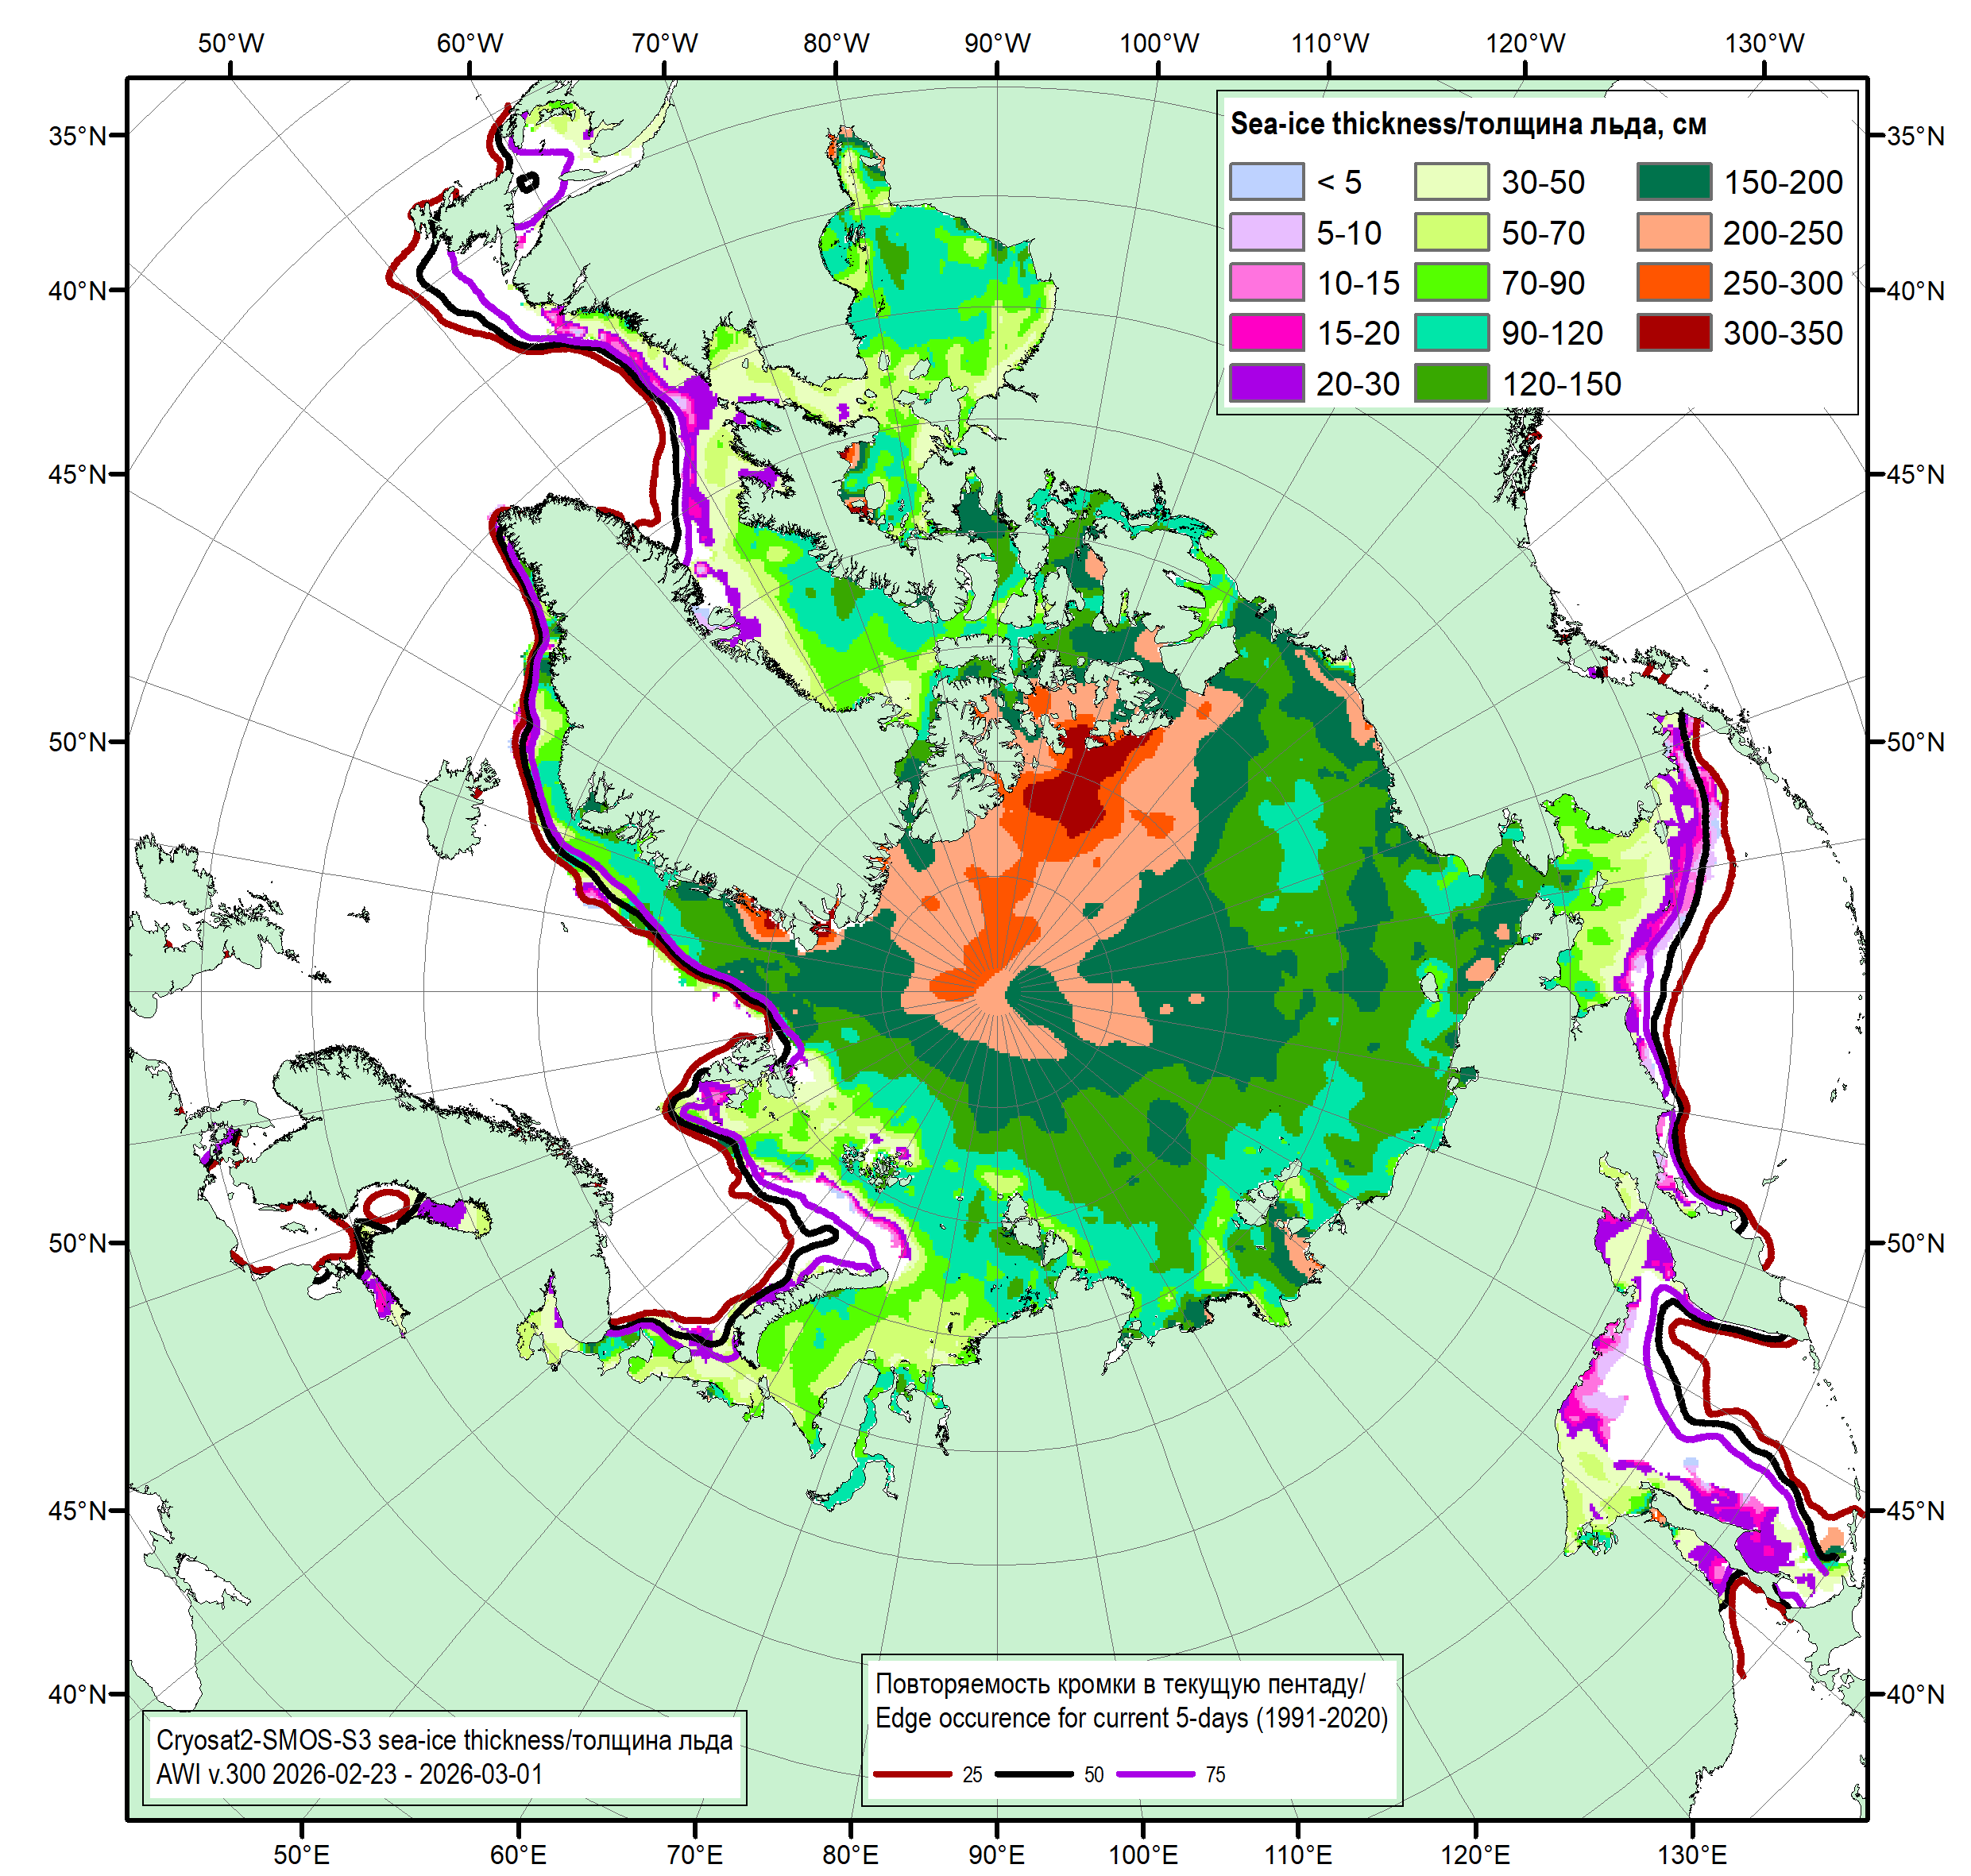 50°W 60°W 70°W 80°W 90°W 100°W 110°W 120°W 130°W
Sea-ice thickness/толщина льда, см
< 5 30-50 150-200
5-10 50-70 200-250
10-15 70-90 250-300
15-20 90-120 300-350
20-30 120-150
35°N 35°N
40°N 40°N
45°N 45°N
50°N 50°N
50°N 50°N
45°N 45°N
40°N 40°N
Повторяемость кромки в текущую пентаду/
Edge occurence for current 5-days (1991-2020)
25 50 75
Cryosat2-SMOS-S3 sea-ice thickness/толщина льда
AWI v.300 2026-02-23 - 2026-03-01
50°E 60°E 70°E 80°E 90°E 100°E 110°E 120°E 130°E